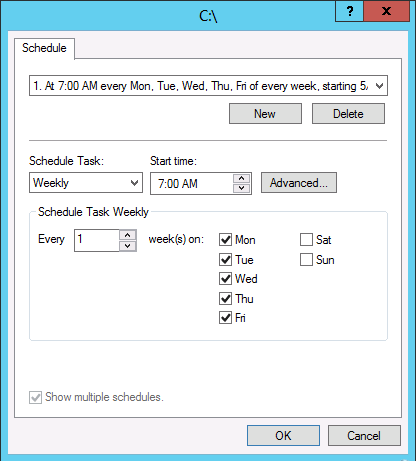 C:\
?
x
Schedule
1. At 7:00 AM every Mon, Tue, Wed, Thu, Fri of every week, starting 5/
New Delete
Schedule Task: Start time:
Weekly 7:00 AM Advanced...
Schedule Task Weekly
Every 1 week(s) on: Mon Sat
Tue Sun
Wed
Thu
Fri
Show multiple schedules.
OK Cancel